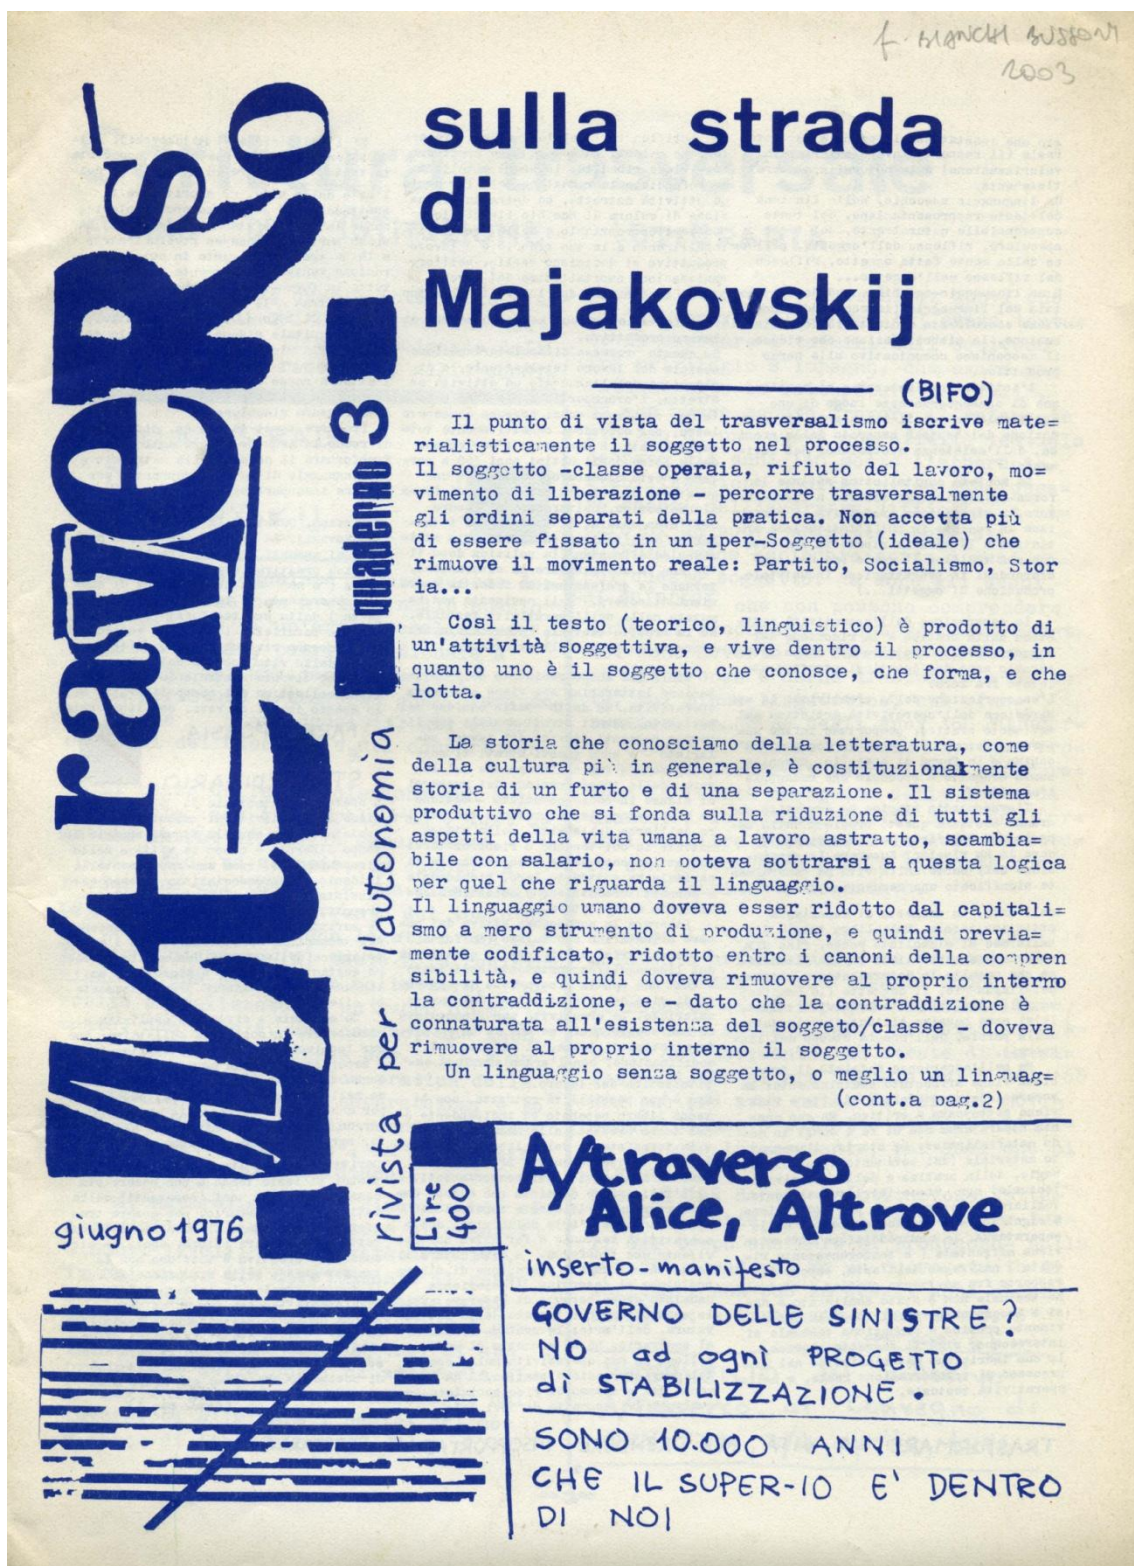 f. BIANCHI BUSSONI
2003
A/traveRso
quaderno 3
rivista per l'autonomia
giugno 1976
Lire
400
sulla strada
di
Majakovskij
(BIFO)
Il punto di vista del trasversalismo iscrive mate=
rialisticamente il soggetto nel processo.
Il soggetto -classe operaia, rifiuto del lavoro, mo=
vimento di liberazione - percorre trasversalmente
gli ordini separati della pratica. Non accetta più
di essere fissato in un iper-Soggetto (ideale) che
rimuove il movimento reale: Partito, Socialismo, Stor
ia...
Così il testo (teorico, linguistico) è prodotto di
un'attività soggettiva, e vive dentro il processo, in
quanto uno è il soggetto che conosce, che forma, e che
lotta.
La storia che conosciamo della letteratura, come
della cultura più in generale, è costituzionalmente
storia di un furto e di una separazione. Il sistema
produttivo che si fonda sulla riduzione di tutti gli
aspetti della vita umana a lavoro astratto, scambia=
bile con salario, non poteva sottrarsi a questa logica
per quel che riguarda il linguaggio.
Il linguaggio umano doveva esser ridotto dal capitali=
smo a mero strumento di produzione, e quindi previa=
mente codificato, ridotto entro i canoni della compren
sibilità, e quindi doveva rimuovere al proprio interno
la contraddizione, e - dato che la contraddizione è
connaturata all'esistenza del soggeto/classe - doveva
rimuovere al proprio interno il soggetto.
Un linguaggio senza soggetto, o meglio un linguag=
(cont.a pag.2)
A/traverso
Alice, Altrove
inserto-manifesto
GOVERNO DELLE SINISTRE?
NO ad ogni PROGETTO
di STABILIZZAZIONE.
SONO 10.000 ANNI
CHE IL SUPER-IO E' DENTRO
DI NOI